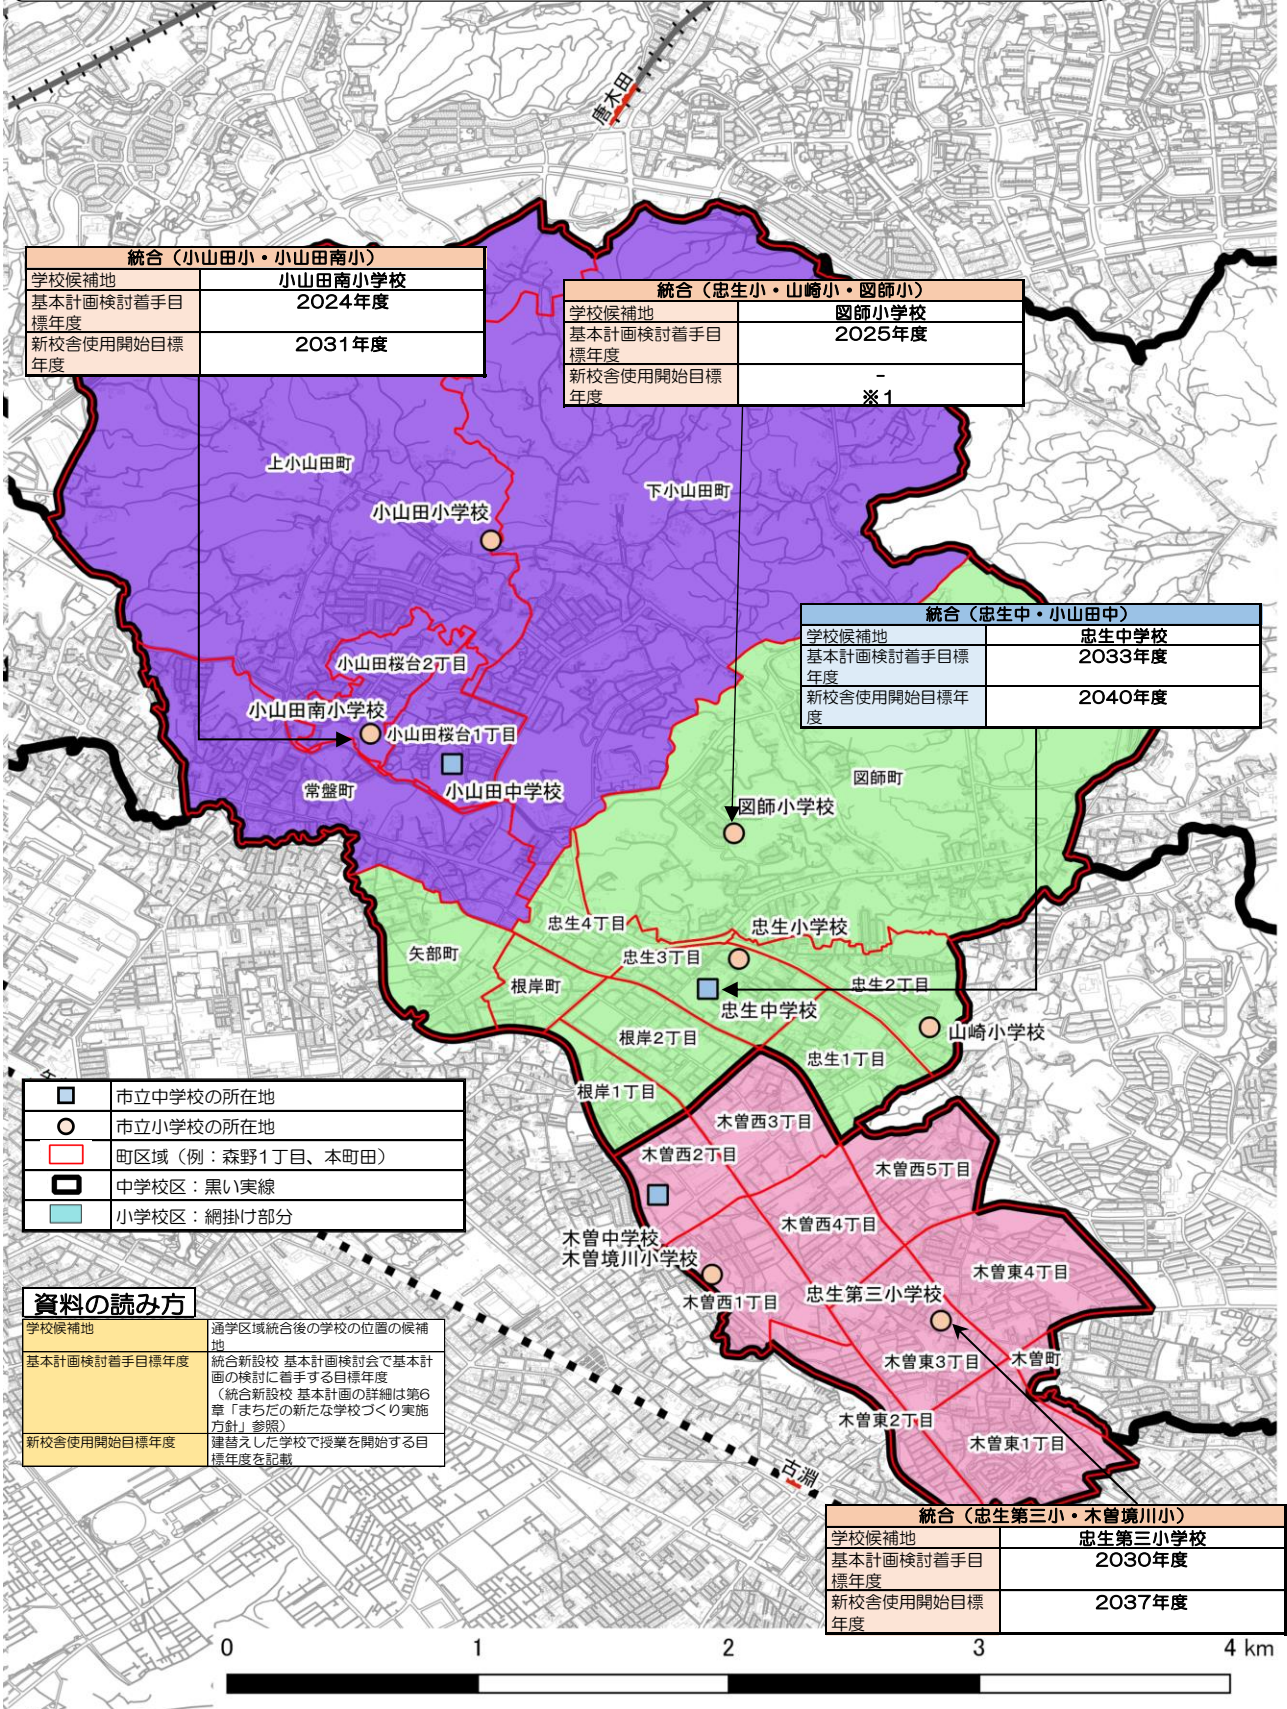 唐木田
統合（小山田小・小山田南小）
学校候補地 小山田南小学校
基本計画検討着手目
標年度
2024年度
新校舎使用開始目標
年度
2031年度
統合（忠生小・山崎小・図師小）
学校候補地 図師小学校
基本計画検討着手目
標年度
2025年度
新校舎使用開始目標
年度
-
※1
上小山田町
下小山田町
小山田小学校
統合（忠生中・小山田中）
学校候補地 忠生中学校
基本計画検討着手目標
年度
2033年度
新校舎使用開始目標年
度
2040年度
小山田桜台2丁目
小山田南小学校
小山田桜台1丁目
常盤町
小山田中学校
図師町
図師小学校
忠生4丁目
忠生小学校
矢部町
忠生3丁目
根岸町
忠生2丁目
忠生中学校
根岸2丁目
山崎小学校
忠生1丁目
根岸1丁目
木曽西3丁目
木曽西2丁目
木曽西5丁目
木曽西4丁目
木曽中学校
木曽境川小学校
木曽東4丁目
木曽西1丁目
忠生第三小学校
木曽東3丁目
木曽町
木曽東2丁目
木曽東1丁目
古淵
市立中学校の所在地
市立小学校の所在地
町区域（例：森野1丁目、本町田）
中学校区：黒い実線
小学校区：網掛け部分
資料の読み方
学校候補地
通学区域統合後の学校の位置の候補
地
基本計画検討着手目標年度
統合新設校 基本計画検討会で基本計
画の検討に着手する目標年度
（統合新設校 基本計画の詳細は第6
章「まちだの新たな学校づくり実施
方針」参照）
新校舎使用開始目標年度
建替えした学校で授業を開始する目
標年度を記載
統合（忠生第三小・木曽境川小）
学校候補地 忠生第三小学校
基本計画検討着手目
標年度
2030年度
新校舎使用開始目標
年度
2037年度
0 1 2 3 4 km